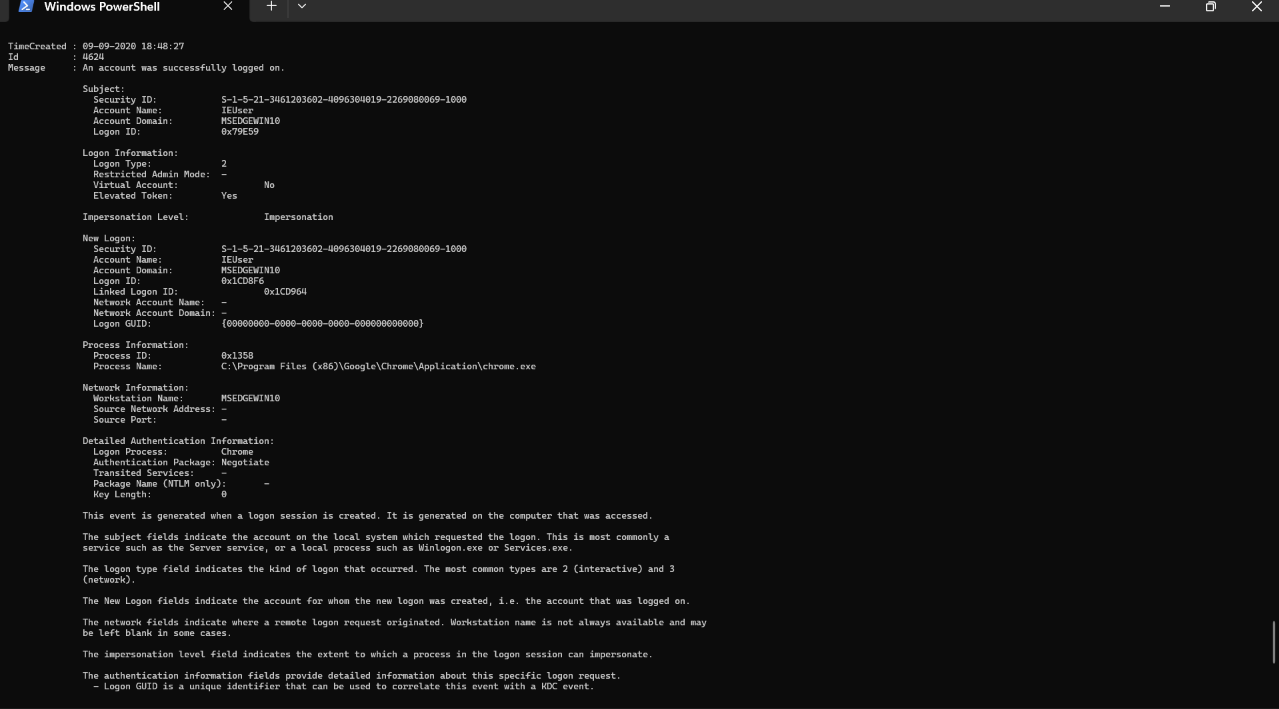 Windows PowerShell
TimeCreated : 09-09-2020 18:48:27
Id : 4624
Message : An account was successfully logged on.
Subject:
Security ID: S-1-5-21-3461203602-4096304019-2269080069-1000
Account Name: IEUser
Account Domain: MSEDGEWIN10
Logon ID: 0x79E59
Logon Information:
Logon Type: 2
Restricted Admin Mode: -
Virtual Account: No
Elevated Token: Yes
Impersonation Level: Impersonation
New Logon:
Security ID: S-1-5-21-3461203602-4096304019-2269080069-1000
Account Name: IEUser
Account Domain: MSEDGEWIN10
Logon ID: 0x1CD8F6
Linked Logon ID: 0x1CD964
Network Account Name: -
Network Account Domain: -
Logon GUID: {00000000-0000-0000-0000-000000000000}
Process Information:
Process ID: 0x1358
Process Name: C:\Program Files (x86)\Google\Chrome\Application\chrome.exe
Network Information:
Workstation Name: MSEDGEWIN10
Source Network Address: -
Source Port: -
Detailed Authentication Information:
Logon Process: Chrome
Authentication Package: Negotiate
Transited Services: -
Package Name (NTLM only): -
Key Length: 0
This event is generated when a logon session is created. It is generated on the computer that was accessed.
The subject fields indicate the account on the local system which requested the logon. This is most commonly a
service such as the Server service, or a local process such as Winlogon.exe or Services.exe.
The logon type field indicates the kind of logon that occurred. The most common types are 2 (interactive) and 3
(network).
The New Logon fields indicate the account for whom the new logon was created, i.e. the account that was logged on.
The network fields indicate where a remote logon request originated. Workstation name is not always available and may
be left blank in some cases.
The impersonation level field indicates the extent to which a process in the logon session can impersonate.
The authentication information fields provide detailed information about this specific logon request.
- Logon GUID is a unique identifier that can be used to correlate this event with a KDC event.